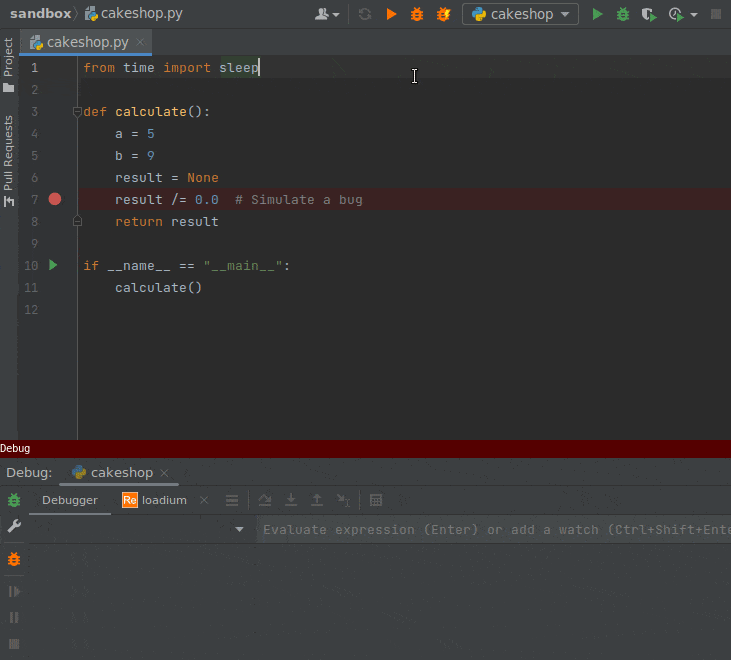 sandbox cakeshop.py cakeshop
cakeshop.py
Project
Pull Requests
1 from time import sleep
2
3 def calculate():
4 a = 5
5 b = 9
6 result = None
7 result /= 0.0 # Simulate a bug
8 return result
9
10 if __name__ == "__main__":
11 calculate()
12
Debug
Debug: cakeshop
Debugger Re loadium
Evaluate expression (Enter) or add a watch (Ctrl+Shift+Ente